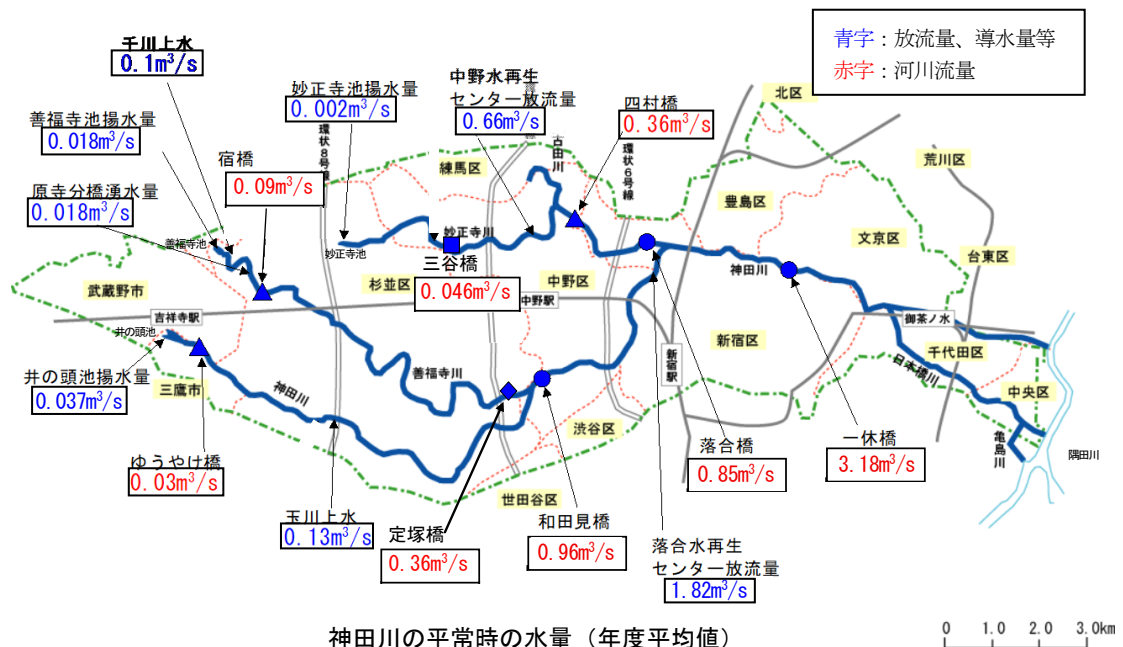 青字：放流量、導水量等
赤字：河川流量
千川上水
0.1m³/s
善福寺池揚水量
0.018m³/s
原寺分橋湧水量
0.018m³/s
宿橋
0.09m³/s
妙正寺池揚水量
0.002m³/s
中野水再生
センター放流量
0.66m³/s
四村橋
0.36m³/s
環状8号線
環状6号線
古田川
北区
荒川区
練馬区
豊島区
文京区
台東区
善福寺池
妙正寺池
妙正寺川
三谷橋
0.046m³/s
杉並区
中野区
中野駅
神田川
武蔵野市
吉祥寺駅
井の頭池
井の頭池揚水量
0.037m³/s
三鷹市
神田川
善福寺川
新宿駅
新宿区
御茶ノ水
千代田区
日本橋川
中央区
亀島川
隅田川
渋谷区
世田谷区
ゆうやけ橋
0.03m³/s
玉川上水
0.13m³/s
定塚橋
0.36m³/s
和田見橋
0.96m³/s
落合橋
0.85m³/s
一休橋
3.18m³/s
落合水再生
センター放流量
1.82m³/s
神田川の平常時の水量（年度平均値）
0 1.0 2.0 3.0km